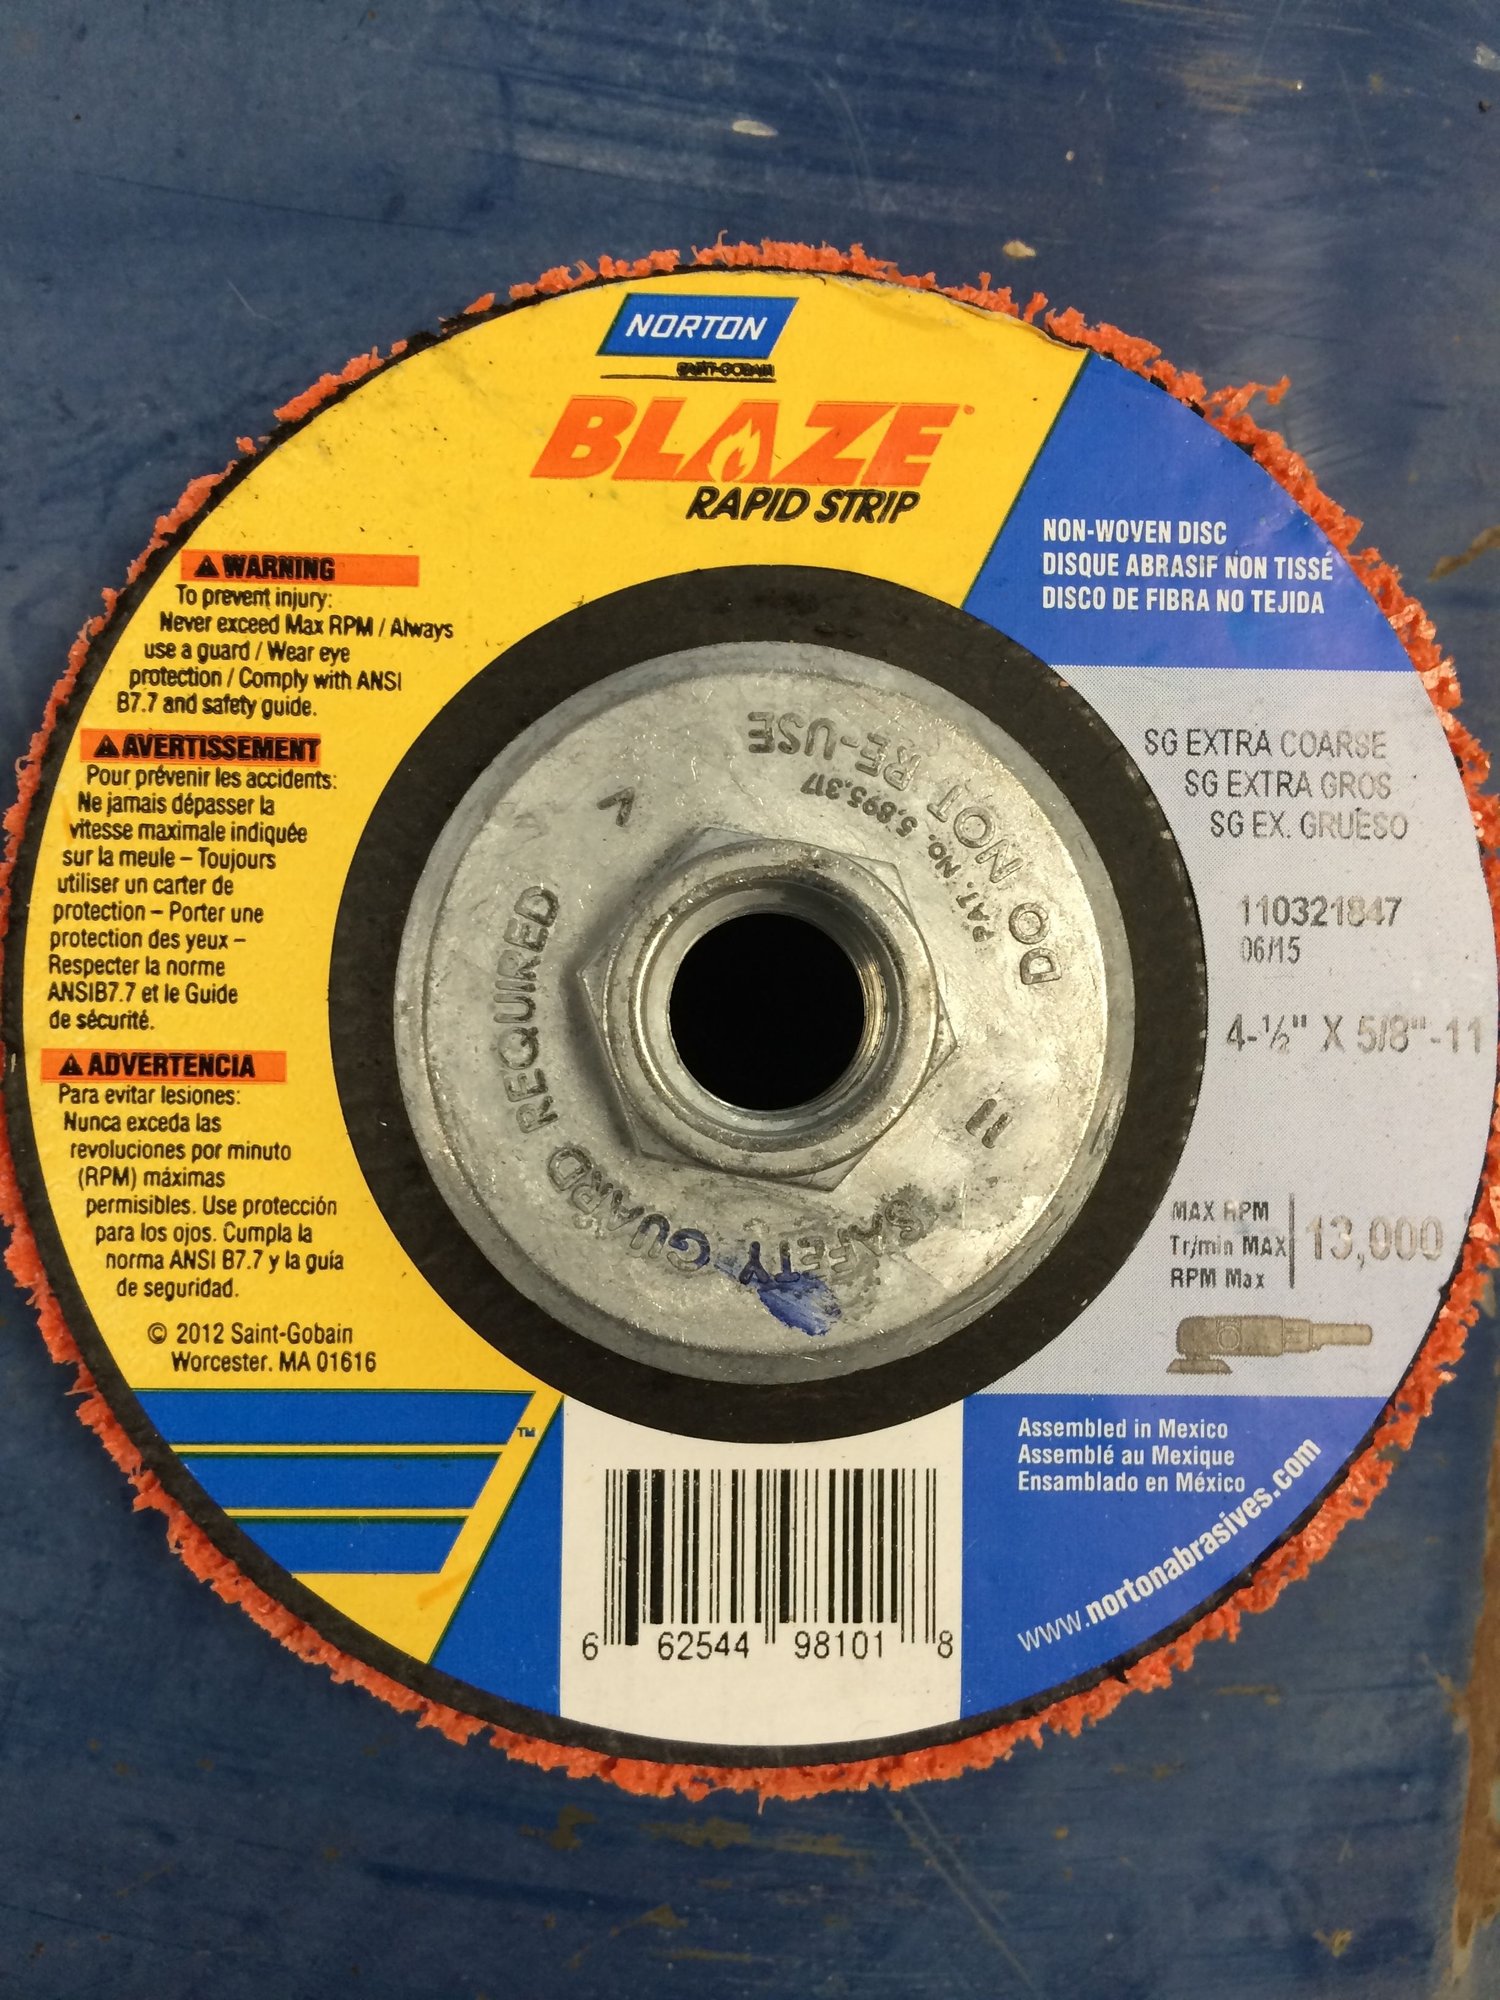 NORTON
SAINT-GOBAIN
BLAZE®
RAPID STRIP
WARNING
To prevent injury:
Never exceed Max RPM / Always
use a guard / Wear eye
protection / Comply with ANSI
B7.7 and safety guide.
AVERTISSEMENT
Pour prévenir les accidents:
Ne jamais dépasser la
vitesse maximale indiquée
sur la meule – Toujours
utiliser un carter de
protection – Porter une
protection des yeux –
Respecter la norme
ANSIB7.7 et le Guide
de sécurité.
ADVERTENCIA
Para evitar lesiones:
Nunca exceda las
revoluciones por minuto
(RPM) máximas
permisibles. Use protección
para los ojos. Cumpla la
norma ANSI B7.7 y la guía
de seguridad.
© 2012 Saint-Gobain
Worcester. MA 01616
TM
NON-WOVEN DISC
DISQUE ABRASIF NON TISSÉ
DISCO DE FIBRA NO TEJIDA
SG EXTRA COARSE
SG EXTRA GROS
SG EX. GRUESO
110321847
06/15
4-½" X 5/8"-11
MAX RPM
Tr/min MAX
RPM Max
13,000
Assembled in Mexico
Assemblé au Mexique
Ensamblado en México
www.nortonabrasives.com
6 62544 98101 8
SAFETY GUARD REQUIRED
DO NOT RE-USE
PAT. NO. 5,895,317
A
11